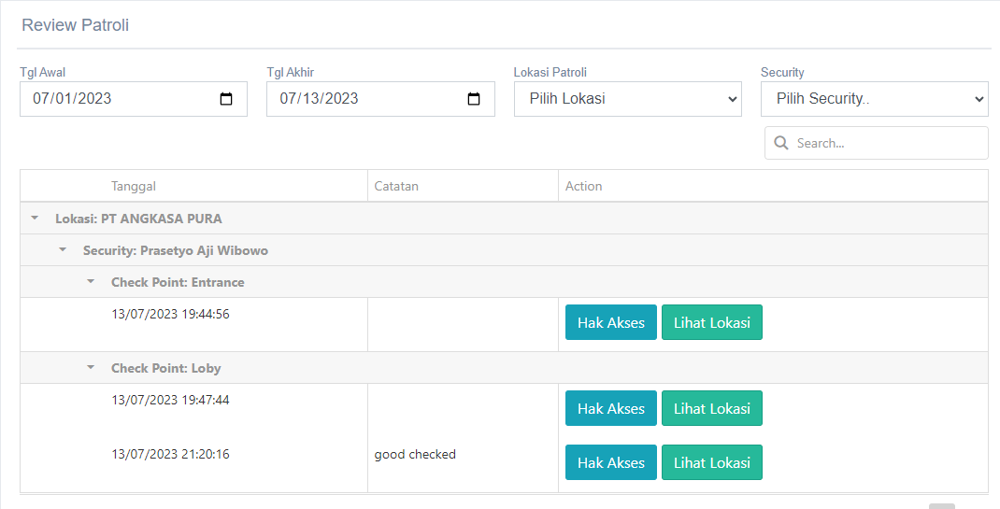 Review Patroli
Tgl Awal Tgl Akhir Lokasi Patroli Security
07/01/2023 07/13/2023 Pilih Lokasi Pilih Security..
Search...
Tanggal Catatan Action
Lokasi: PT ANGKASA PURA
Security: Prasetyo Aji Wibowo
Check Point: Entrance
13/07/2023 19:44:56 Hak Akses Lihat Lokasi
Check Point: Loby
13/07/2023 19:47:44 Hak Akses Lihat Lokasi
13/07/2023 21:20:16 good checked Hak Akses Lihat Lokasi